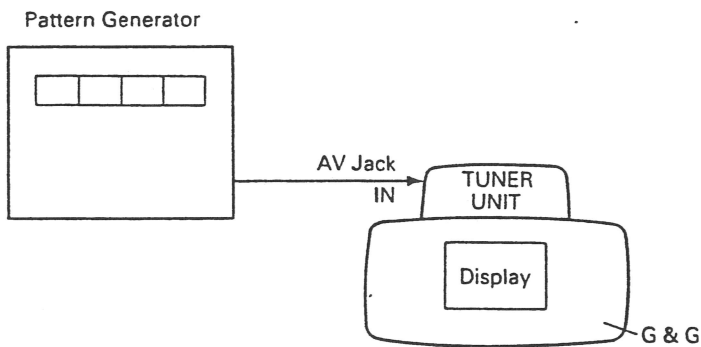 Pattern Generator
AV Jack
IN
TUNER
UNIT
Display
G & G